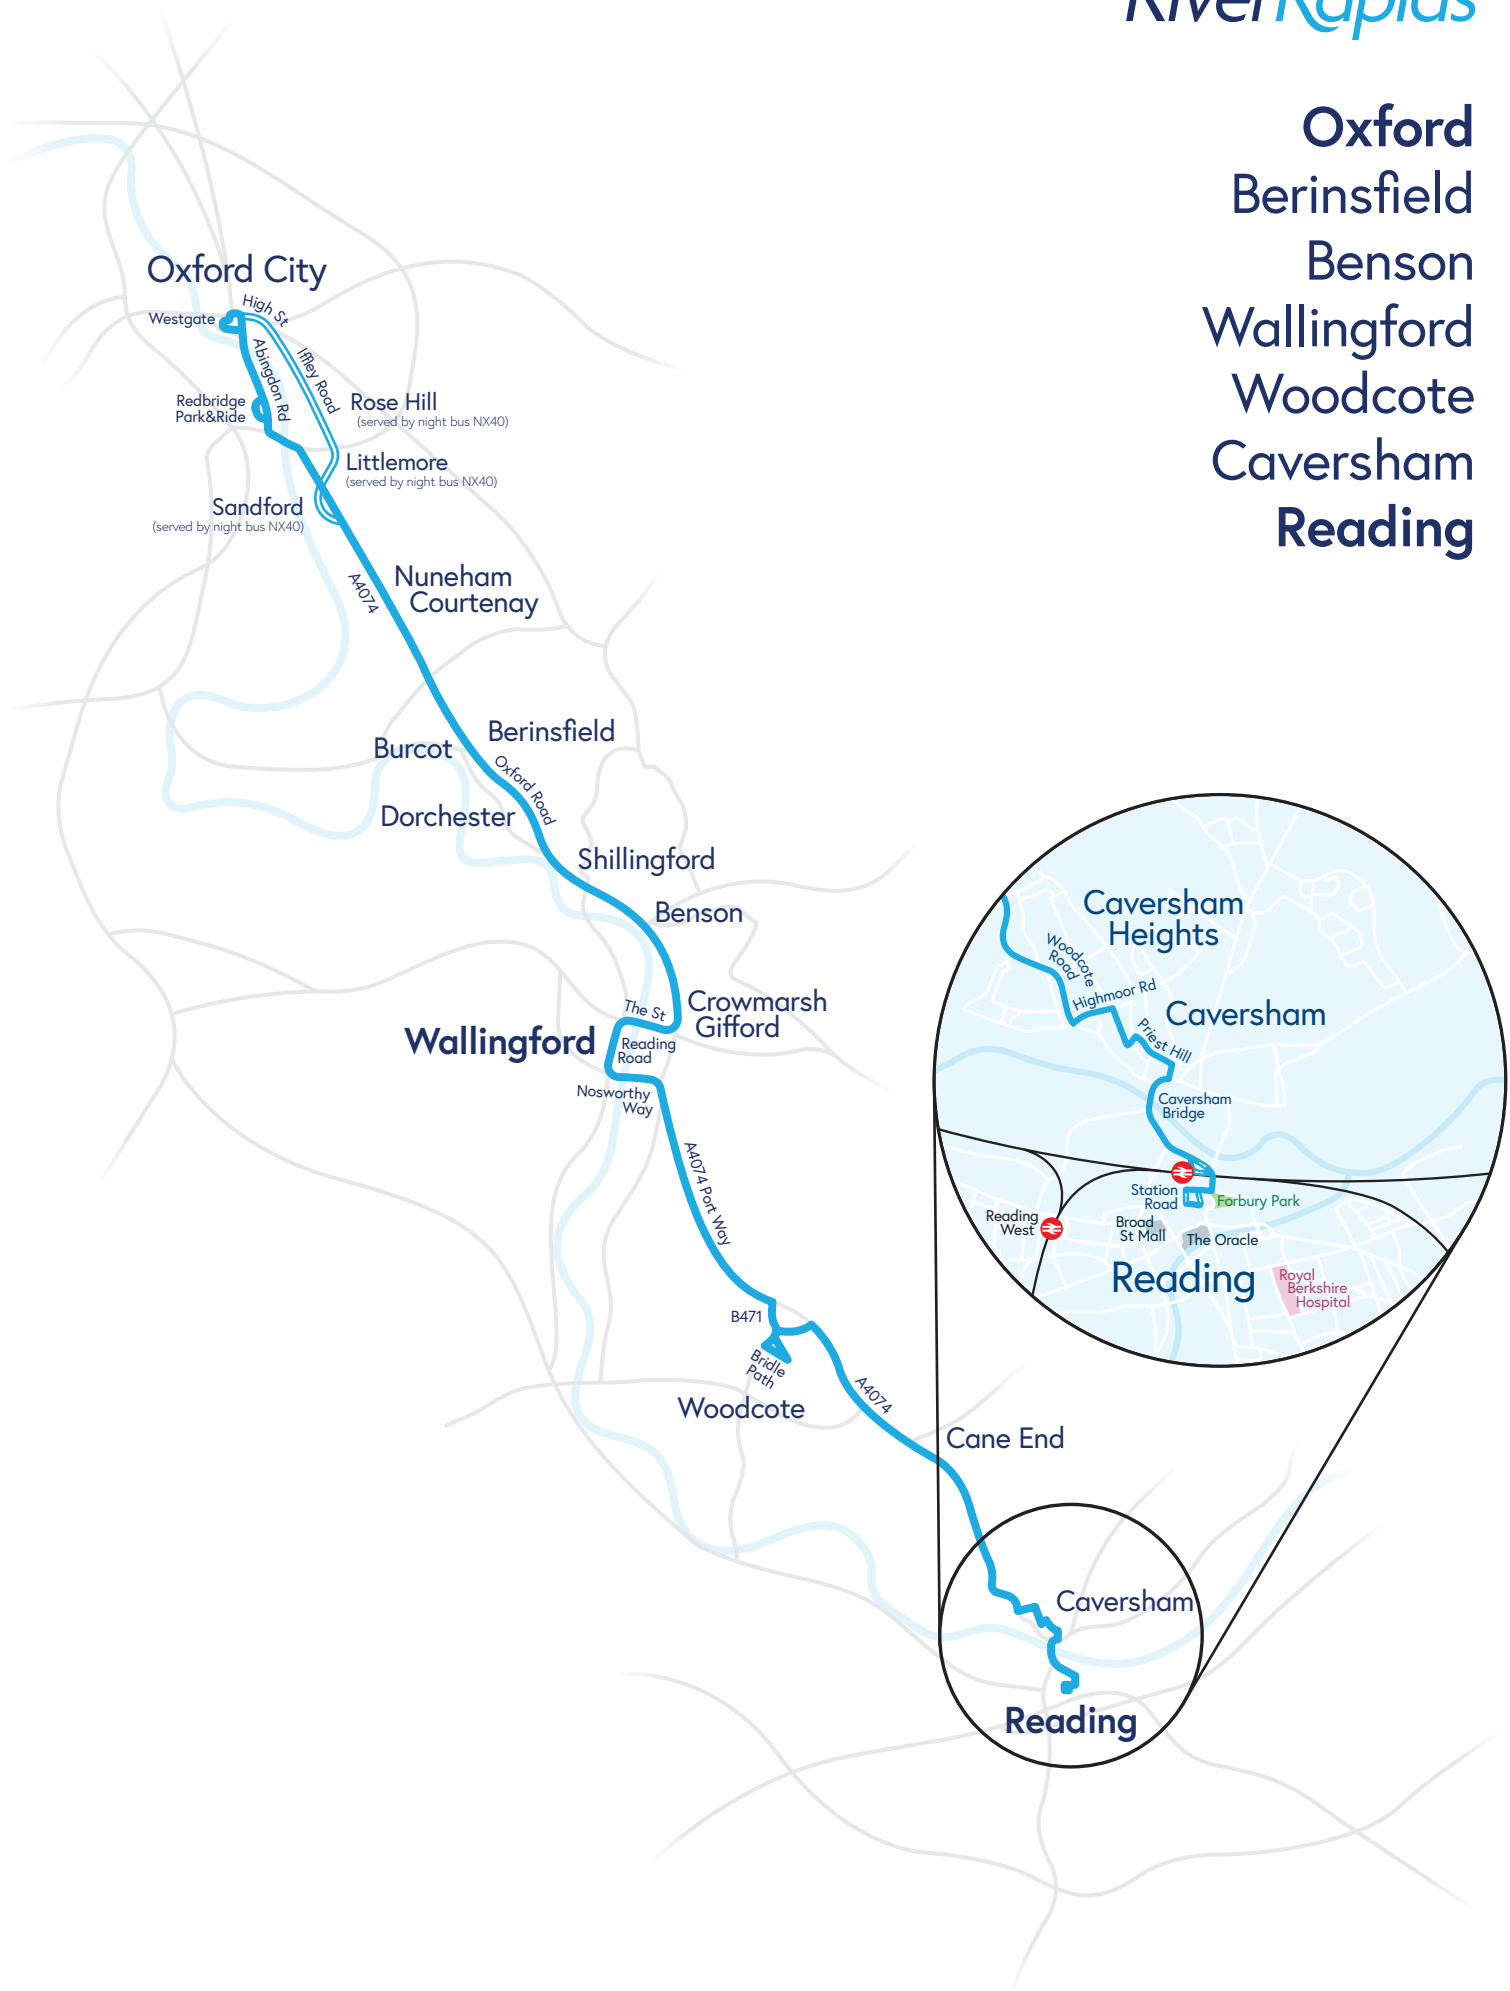 RiverRapids
Oxford
Berinsfield
Benson
Wallingford
Woodcote
Caversham
Reading
Oxford City
High St
Westgate
Abingdon Rd
Iffley Road
Redbridge
Park&Ride
Rose Hill
(served by night bus NX40)
Littlemore
(served by night bus NX40)
Sandford
(served by night bus NX40)
A4074
Nuneham
Courtenay
Berinsfield
Burcot
Oxford Road
Dorchester
Shillingford
Benson
The St
Crowmarsh
Gifford
Wallingford
Reading
Road
Nosworthy
Way
A4074 Port Way
B471
Bridle
Path
Woodcote
A4074
Cane End
Caversham
Reading
Caversham
Heights
Woodcote
Road
Highmoor Rd
Caversham
Priest Hill
Caversham
Bridge
Station
Road
Forbury Park
Reading
West
Broad
St Mall
The Oracle
Reading
Royal
Berkshire
Hospital